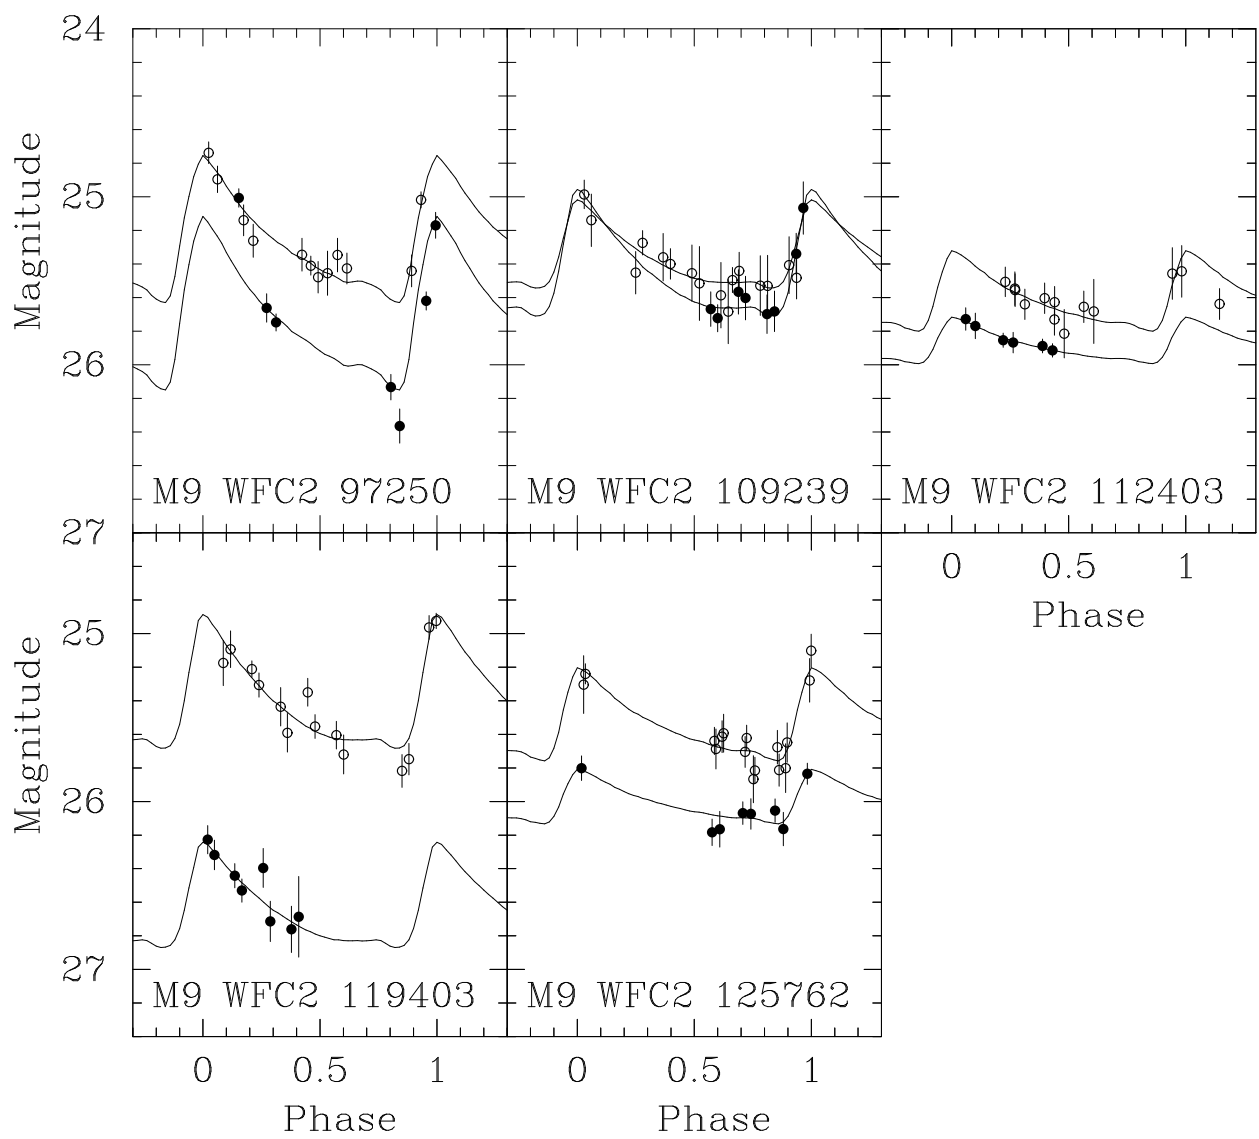 24
25
26
27
Magnitude
M9 WFC2 97250
M9 WFC2 109239
M9 WFC2 112403
0 0.5 1
Phase
25
26
27
Magnitude
M9 WFC2 119403
M9 WFC2 125762
0 0.5 1
0 0.5 1
Phase
Phase